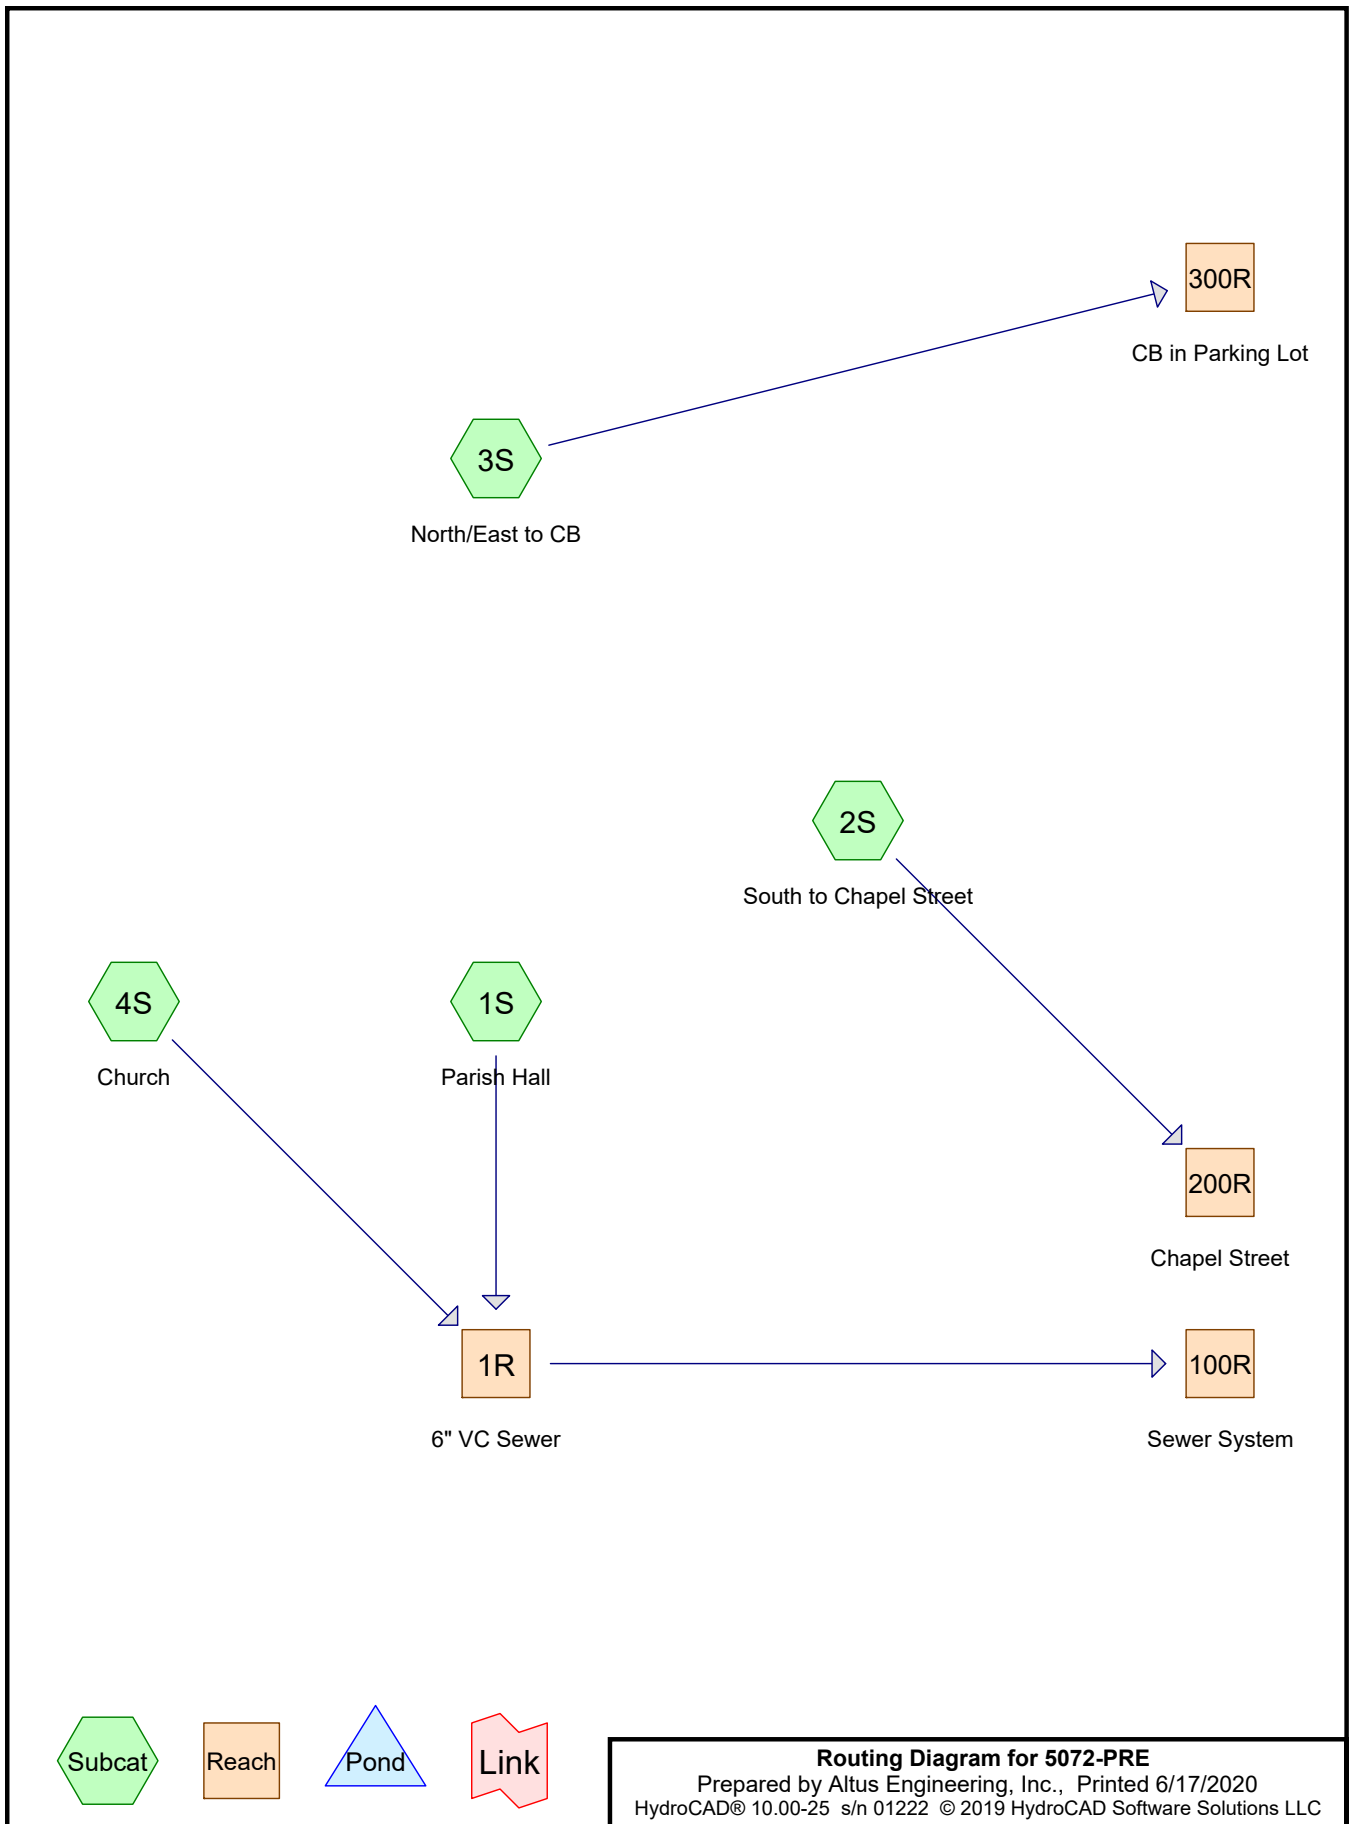 300R
CB in Parking Lot
3S
North/East to CB
2S
South to Chapel Street
4S
Church
1S
Parish Hall
200R
Chapel Street
1R
6" VC Sewer
100R
Sewer System
Subcat
Reach
Pond
Link
Routing Diagram for 5072-PRE
Prepared by Altus Engineering, Inc.,  Printed 6/17/2020
HydroCAD® 10.00-25  s/n 01222  © 2019 HydroCAD Software Solutions LLC